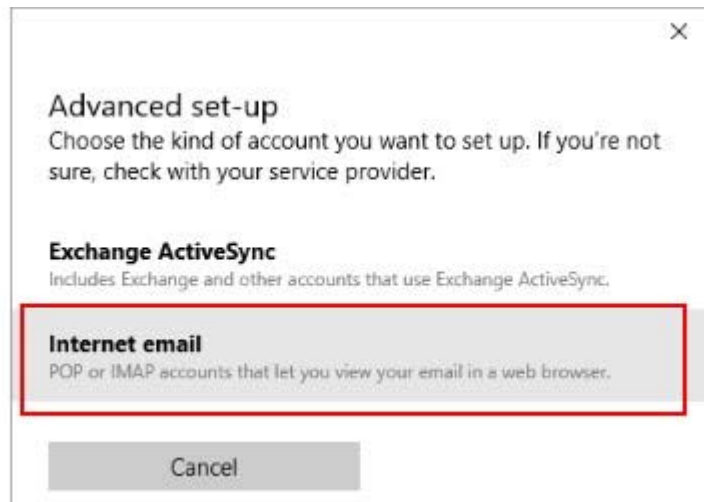 Advanced set-up
Choose the kind of account you want to set up. If you're not
sure, check with your service provider.
Exchange ActiveSync
Includes Exchange and other accounts that use Exchange ActiveSync.
Internet email
POP or IMAP accounts that let you view your email in a web browser.
Cancel